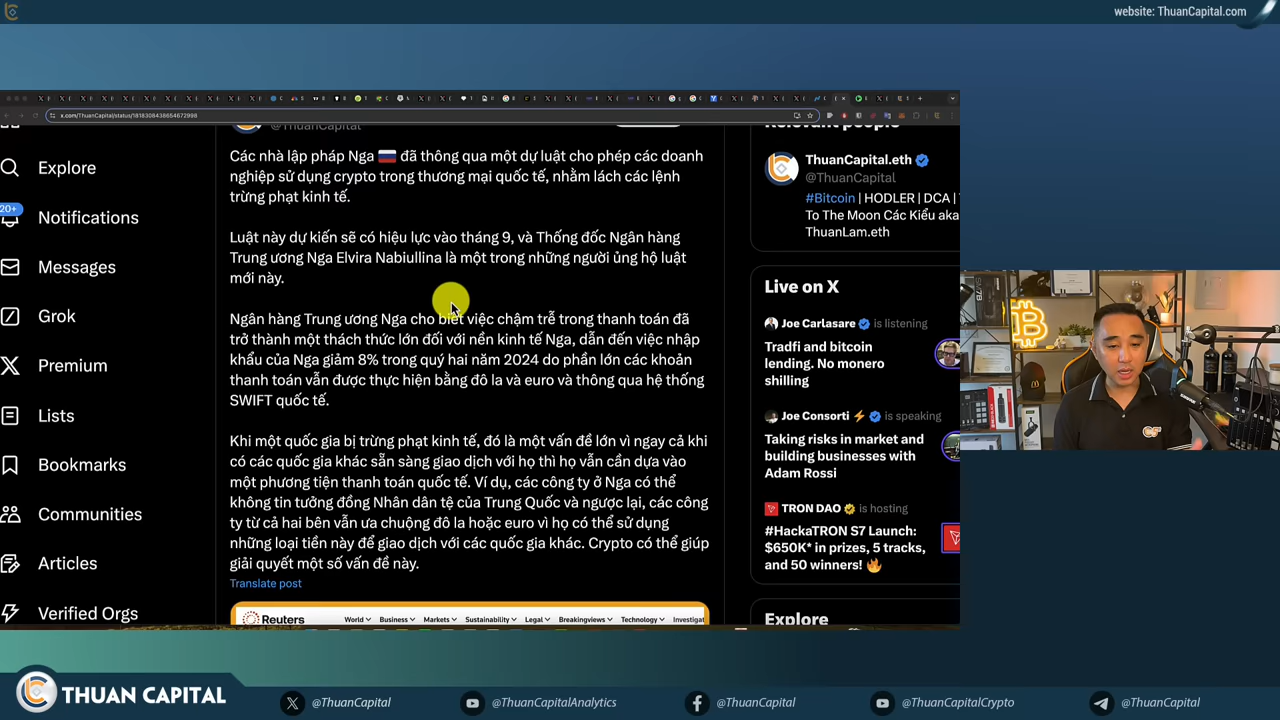 website: ThuanCapital.com
x.com/ThuanCapital/status/1818308438654672998
@ThuanCapital
Relevant people
Explore
20+
Notifications
Messages
Grok
Premium
Lists
Bookmarks
Communities
Articles
Verified Orgs
Các nhà lập pháp Nga 🇷🇺 đã thông qua một dự luật cho phép các doanh
nghiệp sử dụng crypto trong thương mại quốc tế, nhằm lách các lệnh
trừng phạt kinh tế.
Luật này dự kiến sẽ có hiệu lực vào tháng 9, và Thống đốc Ngân hàng
Trung ương Nga Elvira Nabiullina là một trong những người ủng hộ luật
mới này.
Ngân hàng Trung ương Nga cho biết việc chậm trễ trong thanh toán đã
trở thành một thách thức lớn đối với nền kinh tế Nga, dẫn đến việc nhập
khẩu của Nga giảm 8% trong quý hai năm 2024 do phần lớn các khoản
thanh toán vẫn được thực hiện bằng đô la và euro và thông qua hệ thống
SWIFT quốc tế.
Khi một quốc gia bị trừng phạt kinh tế, đó là một vấn đề lớn vì ngay cả khi
có các quốc gia khác sẵn sàng giao dịch với họ thì họ vẫn cần dựa vào
một phương tiện thanh toán quốc tế. Ví dụ, các công ty ở Nga có thể
không tin tưởng đồng Nhân dân tệ của Trung Quốc và ngược lại, các công
ty từ cả hai bên vẫn ưa chuộng đô la hoặc euro vì họ có thể sử dụng
những loại tiền này để giao dịch với các quốc gia khác. Crypto có thể giúp
giải quyết một số vấn đề này.
Translate post
Reuters
World Business Markets Sustainability Legal Breakingviews Technology Investigat
ThuanCapital.eth
@ThuanCapital
#Bitcoin | HODLER | DCA |
To The Moon Các Kiểu aka
ThuanLam.eth
Live on X
Joe Carlasare is listening
Tradfi and bitcoin
lending. No monero
shilling
Joe Consorti ⚡ is speaking
Taking risks in market and
building businesses with
Adam Rossi
TRON DAO is hosting
#HackaTRON S7 Launch:
$650K* in prizes, 5 tracks,
and 50 winners! 🔥
Explore
THUAN CAPITAL
@ThuanCapital
@ThuanCapitalAnalytics
@ThuanCapital
@ThuanCapitalCrypto
@ThuanCapital